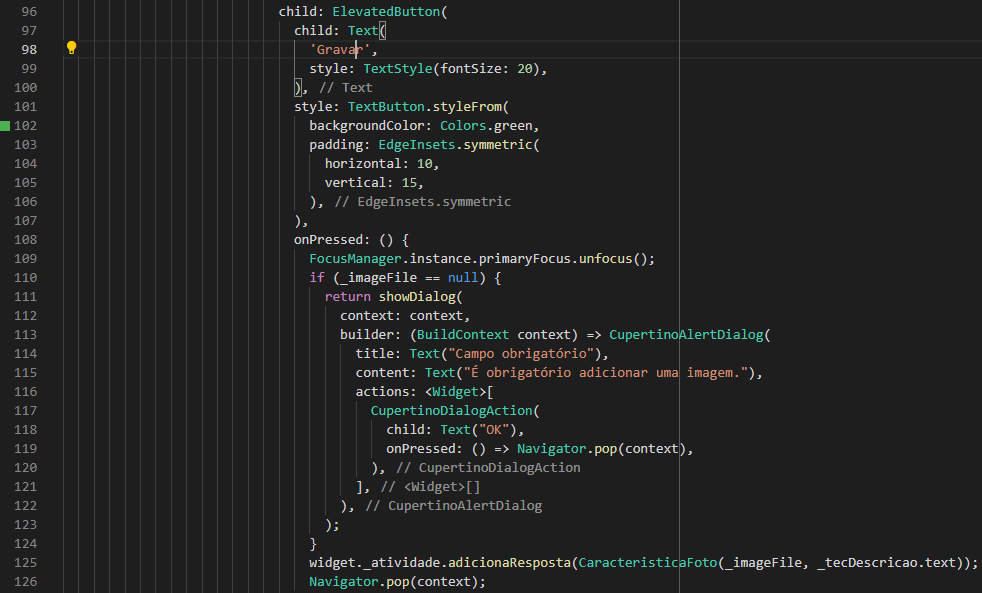 96 child: ElevatedButton(
97 child: Text(
98 'Gravar',
99 style: TextStyle(fontSize: 20),
100 ), // Text
101 style: TextButton.styleFrom(
102 backgroundColor: Colors.green,
103 padding: EdgeInsets.symmetric(
104 horizontal: 10,
105 vertical: 15,
106 ), // EdgeInsets.symmetric
107 ),
108 onPressed: () {
109 FocusManager.instance.primaryFocus.unfocus();
110 if (_imageFile == null) {
111 return showDialog(
112 context: context,
113 builder: (BuildContext context) => CupertinoAlertDialog(
114 title: Text("Campo obrigatório"),
115 content: Text("É obrigatório adicionar uma imagem."),
116 actions: <Widget>[
117 CupertinoDialogAction(
118 child: Text("OK"),
119 onPressed: () => Navigator.pop(context),
120 ), // CupertinoDialogAction
121 ], // <Widget>[]
122 ), // CupertinoAlertDialog
123 );
124 }
125 widget._atividade.adicionaResposta(CaracteristicaFoto(_imageFile, _tecDescricao.text));
126 Navigator.pop(context);